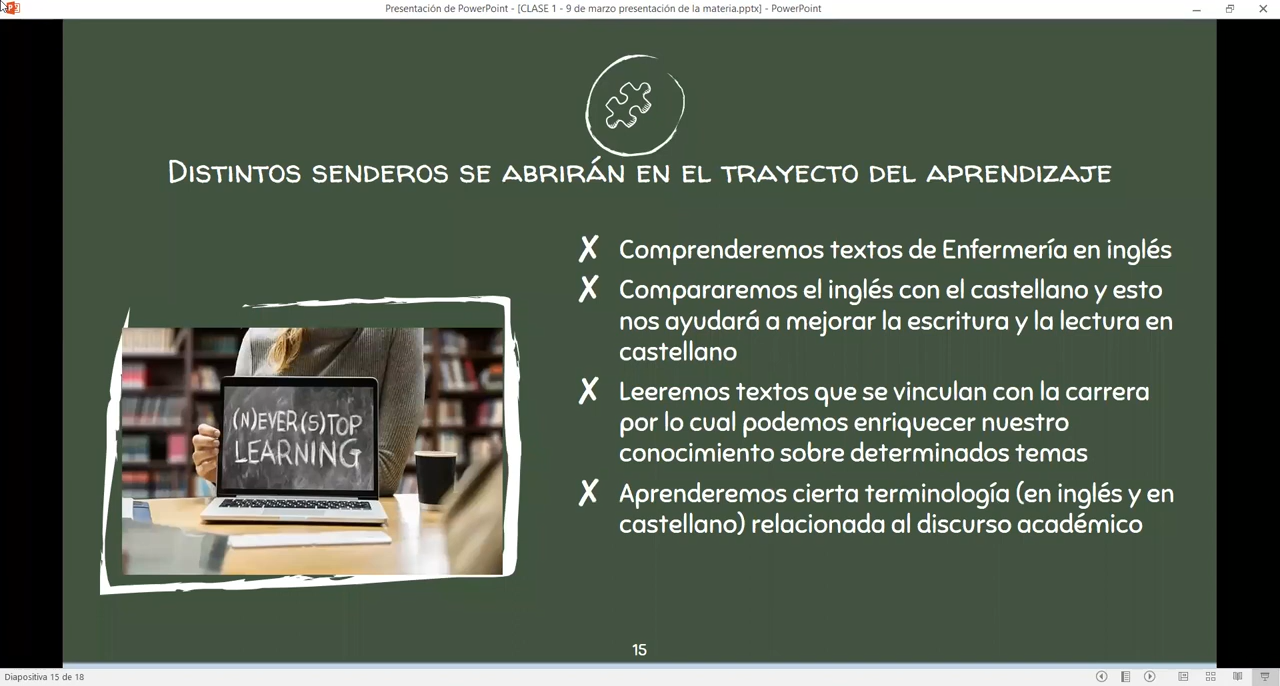 Presentación de PowerPoint - [CLASE 1 - 9 de marzo presentación de la materia.pptx] - PowerPoint
DISTINTOS SENDEROS SE ABRIRÁN EN EL TRAYECTO DEL APRENDIZAJE
✗ Comprenderemos textos de Enfermería en inglés
✗ Compararemos el inglés con el castellano y esto
nos ayudará a mejorar la escritura y la lectura en
castellano
✗ Leeremos textos que se vinculan con la carrera
por lo cual podemos enriquecer nuestro
conocimiento sobre determinados temas
✗ Aprenderemos cierta terminología (en inglés y en
castellano) relacionada al discurso académico
(N)EVER (S)TOP
LEARNING
15
Diapositiva 15 de 18